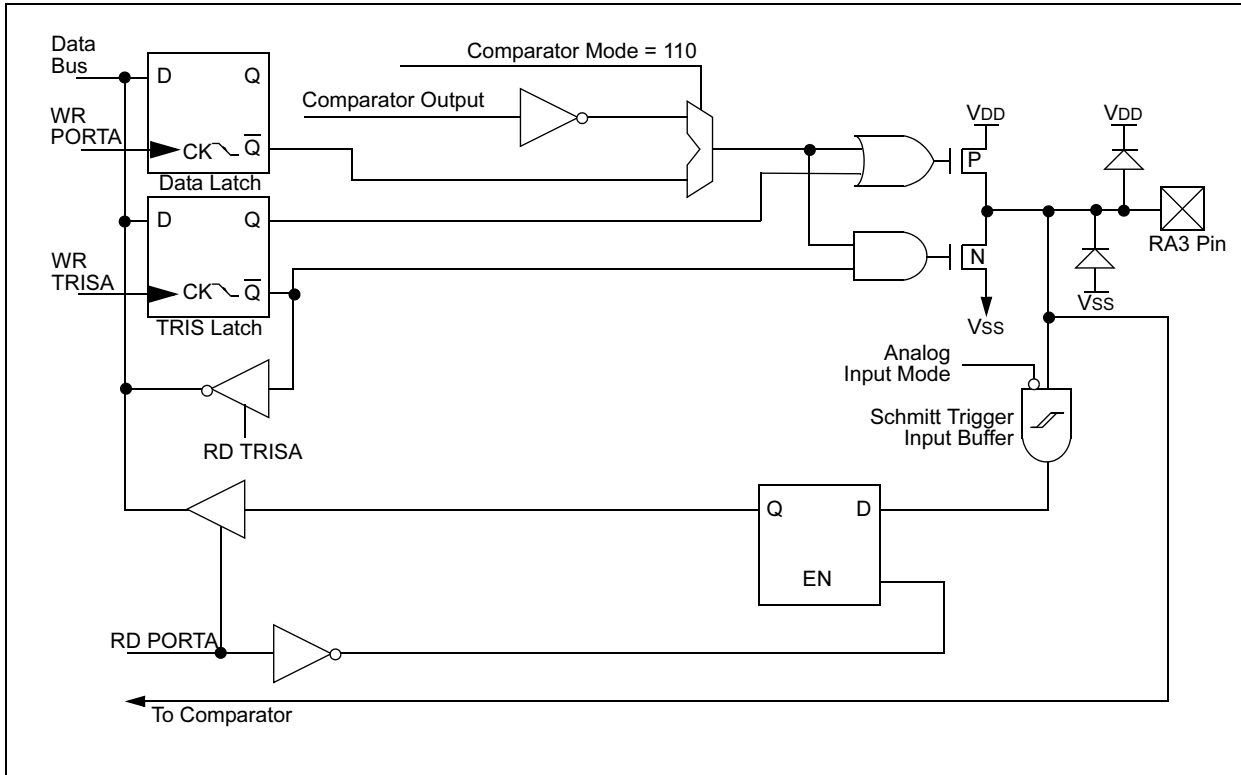 Data
Bus
D
Q
WR
PORTA
CK
Q
Data Latch
Comparator Mode = 110
Comparator Output
D
Q
WR
TRISA
CK
Q
TRIS Latch
VDD
P
VDD
RA3 Pin
N
VSS
VSS
Analog
Input Mode
Schmitt Trigger
Input Buffer
RD TRISA
Q
D
EN
RD PORTA
To Comparator